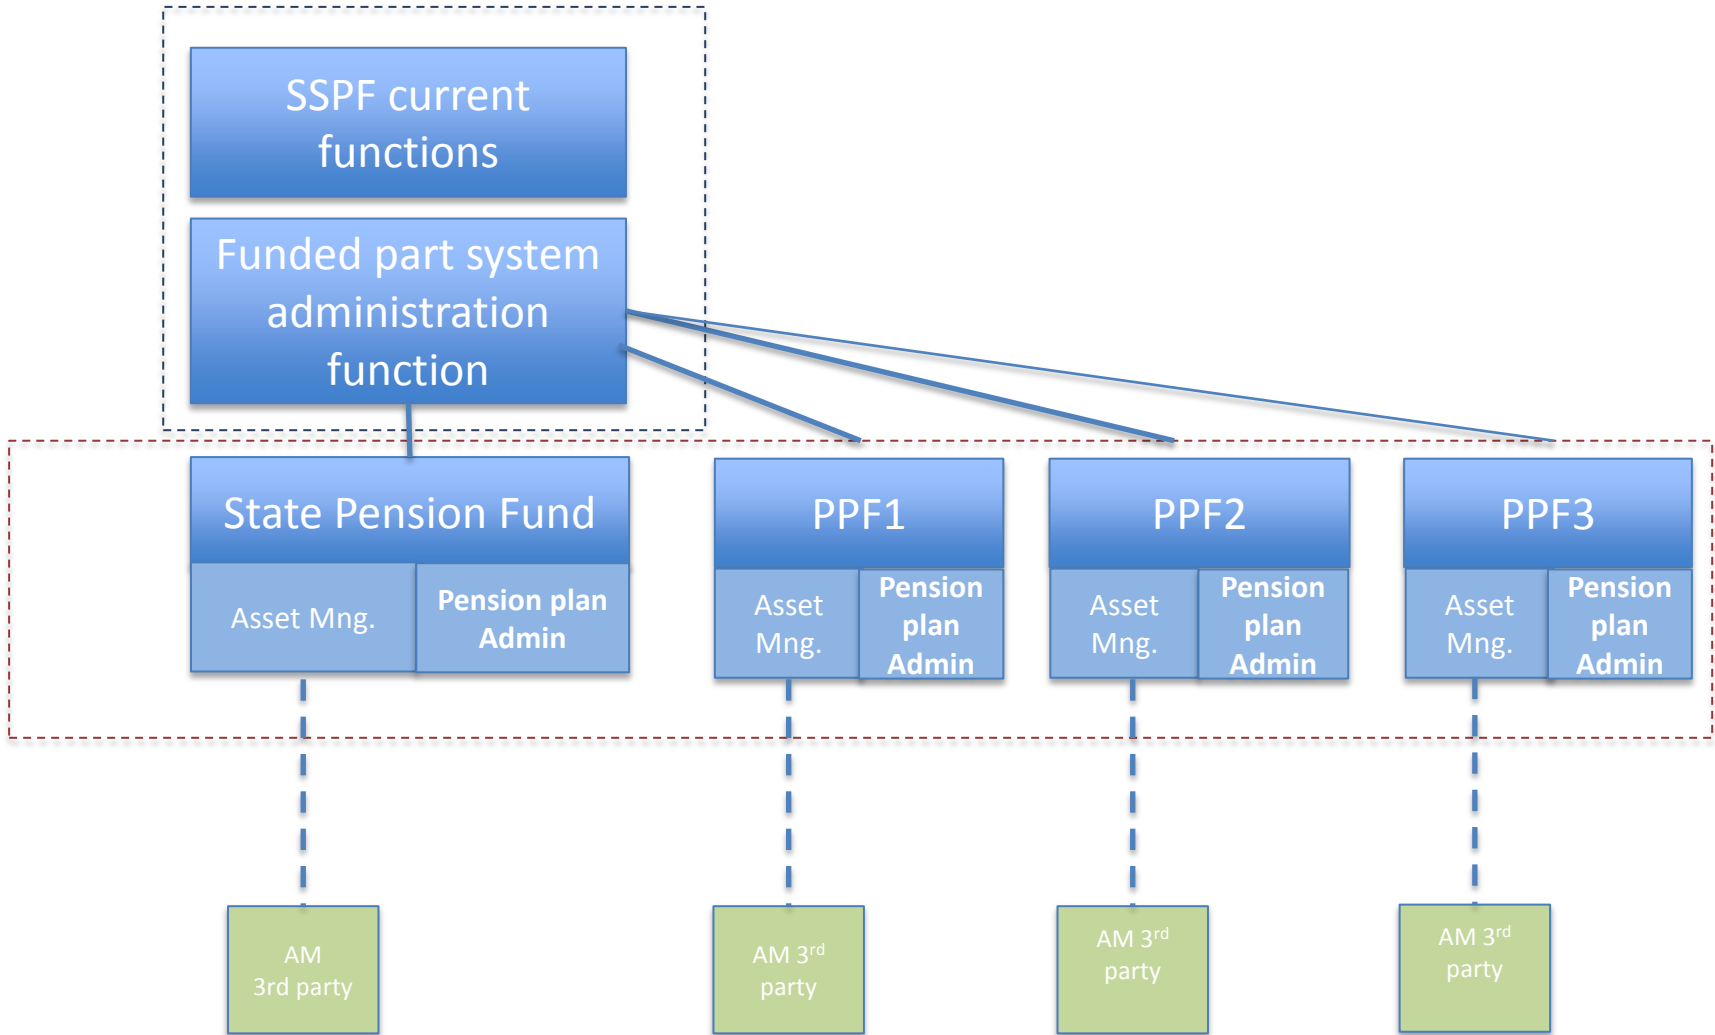 SSPF current
functions
Funded part system
administration
function
State Pension Fund
Asset Mng.
Pension plan
Admin
PPF1
Asset
Mng.
Pension
plan
Admin
PPF2
Asset
Mng.
Pension
plan
Admin
PPF3
Asset
Mng.
Pension
plan
Admin
AM
3rd party
AM 3rd
party
AM 3rd
party
AM 3rd
party